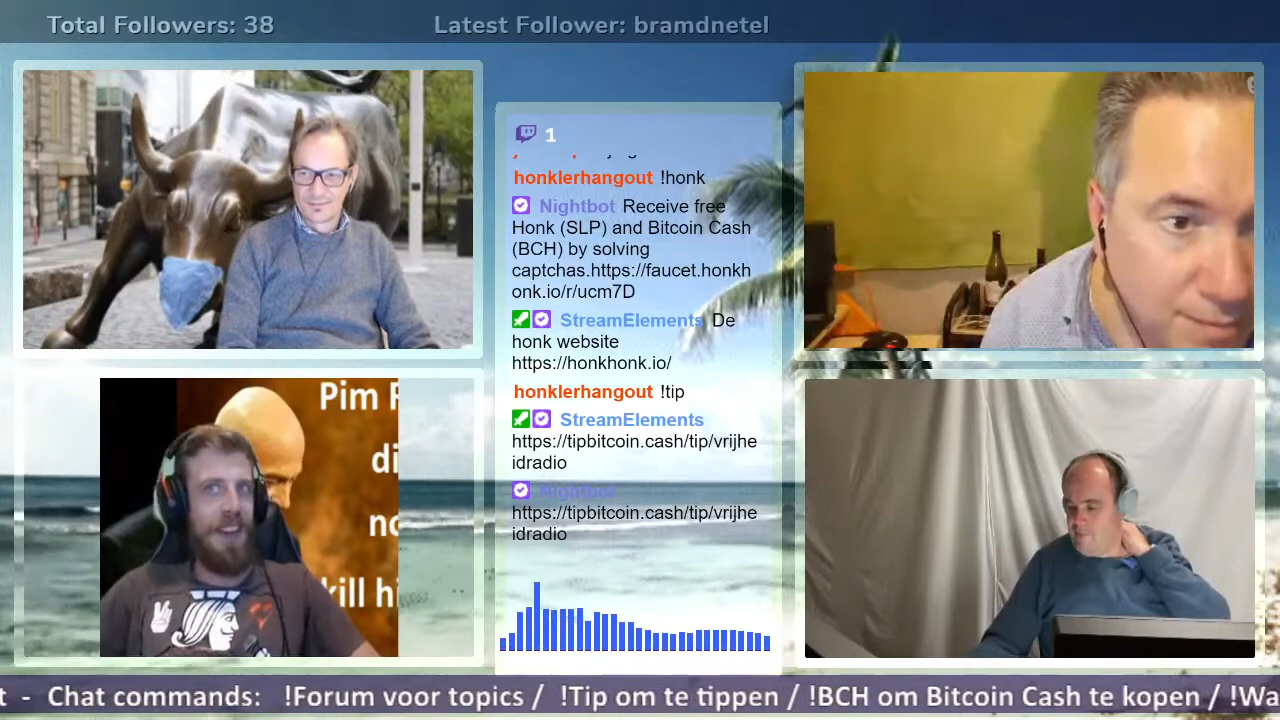 Total Followers: 38
Latest Follower: bramdnetel
1
honklerhangout !honk
Nightbot Receive free
Honk (SLP) and Bitcoin Cash
(BCH) by solving
captchas.https://faucet.honkh
onk.io/r/ucm7D
StreamElements De
honk website
https://honkhonk.io/
honklerhangout !tip
StreamElements
https://tipbitcoin.cash/tip/vrijhe
idradio
Nightbot
https://tipbitcoin.cash/tip/vrijhe
idradio
Pim
di
kill hi
t - Chat commands: !Forum voor topics / !Tip om te tippen / !BCH om Bitcoin Cash te kopen / !Wa